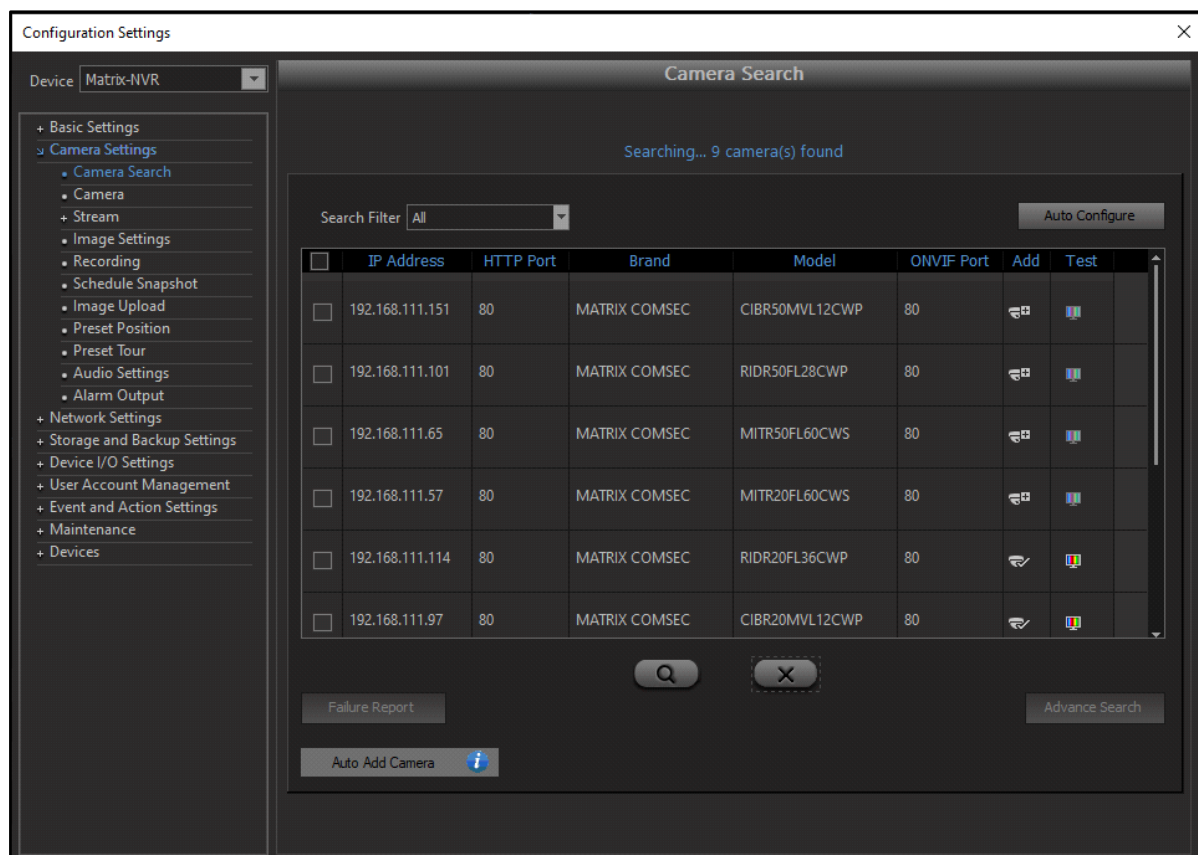 Configuration Settings
Device Matrix-NVR
Camera Search
+ Basic Settings
Camera Settings
Camera Search
Camera
+ Stream
Image Settings
Recording
Schedule Snapshot
Image Upload
Preset Position
Preset Tour
Audio Settings
Alarm Output
+ Network Settings
+ Storage and Backup Settings
+ Device I/O Settings
+ User Account Management
+ Event and Action Settings
+ Maintenance
+ Devices
Searching... 9 camera(s) found
Search Filter All
Auto Configure
IP Address HTTP Port Brand Model ONVIF Port Add Test
192.168.111.151 80 MATRIX COMSEC CIBR50MVL12CWP 80
192.168.111.101 80 MATRIX COMSEC RIDR50FL28CWP 80
192.168.111.65 80 MATRIX COMSEC MITR50FL60CWS 80
192.168.111.57 80 MATRIX COMSEC MITR20FL60CWS 80
192.168.111.114 80 MATRIX COMSEC RIDR20FL36CWP 80
192.168.111.97 80 MATRIX COMSEC CIBR20MVL12CWP 80
Failure Report
Advance Search
Auto Add Camera i